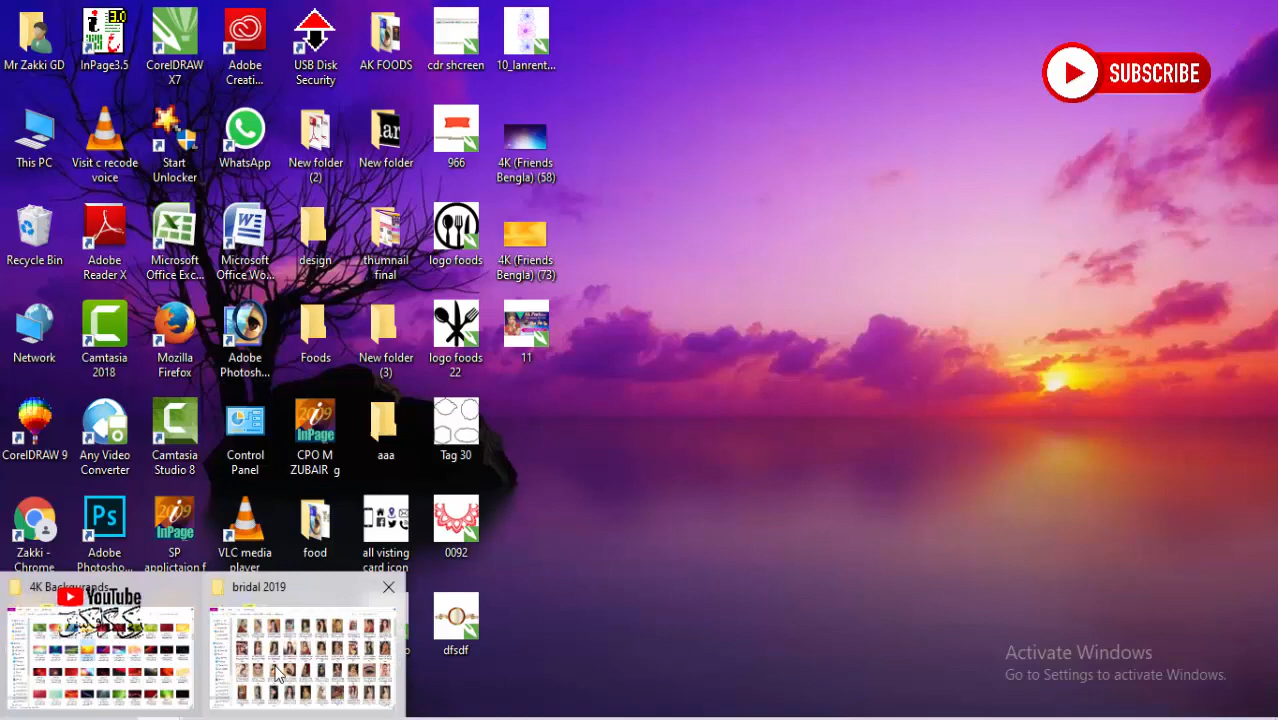 Mr Zakki GD
InPage3.5
CorelDRAW
X7
Adobe
Creati...
USB Disk
Security
AK FOODS
cdr shcreen
10_lanrent...
SUBSCRIBE
This PC
Visit c recode
voice
Start
Unlocker
WhatsApp
New folder
(2)
New folder
966
4K (Friends
Bengla) (58)
Recycle Bin
Adobe
Reader X
Microsoft
Office Exc...
Microsoft
Office Wo...
design
thumnail
final
logo foods
4K (Friends
Bengla) (73)
Network
Camtasia
2018
Mozilla
Firefox
Adobe
Photosh...
Foods
New folder
(3)
logo foods
22
11
CorelDRAW 9
Any Video
Converter
Camtasia
Studio 8
Control
Panel
CPO M
ZUBAIR g
aaa
Tag 30
Zakki -
Chrome
Adobe
Photosho...
SP
applictaion f
VLC media
player
food
all visting
card icon
0092
4K Backgrands
bridal 2019
YouTube
dfsdf
Activate Windows
Go to Settings to activate Windows.